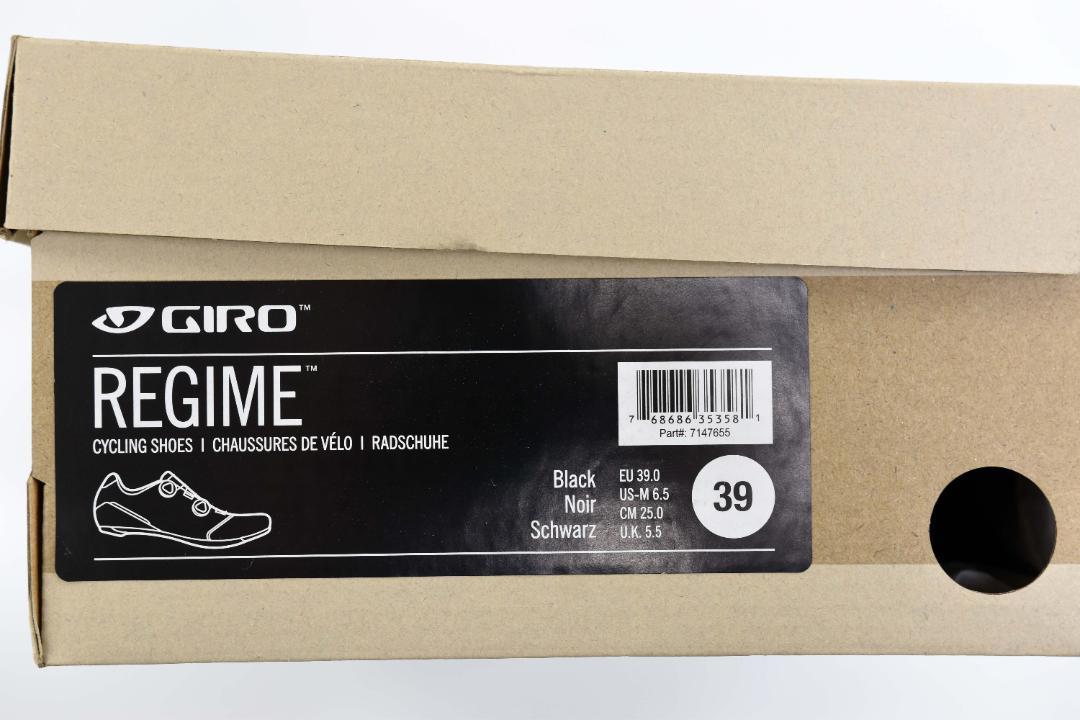 GIRO™
REGIME™
CYCLING SHOES | CHAUSSURES DE VÉLO | RADSCHUHE
7 68686 35358 1
Part#: 7147655
Black
Noir
Schwarz
EU 39.0
US-M 6.5
CM 25.0
U.K. 5.5
39